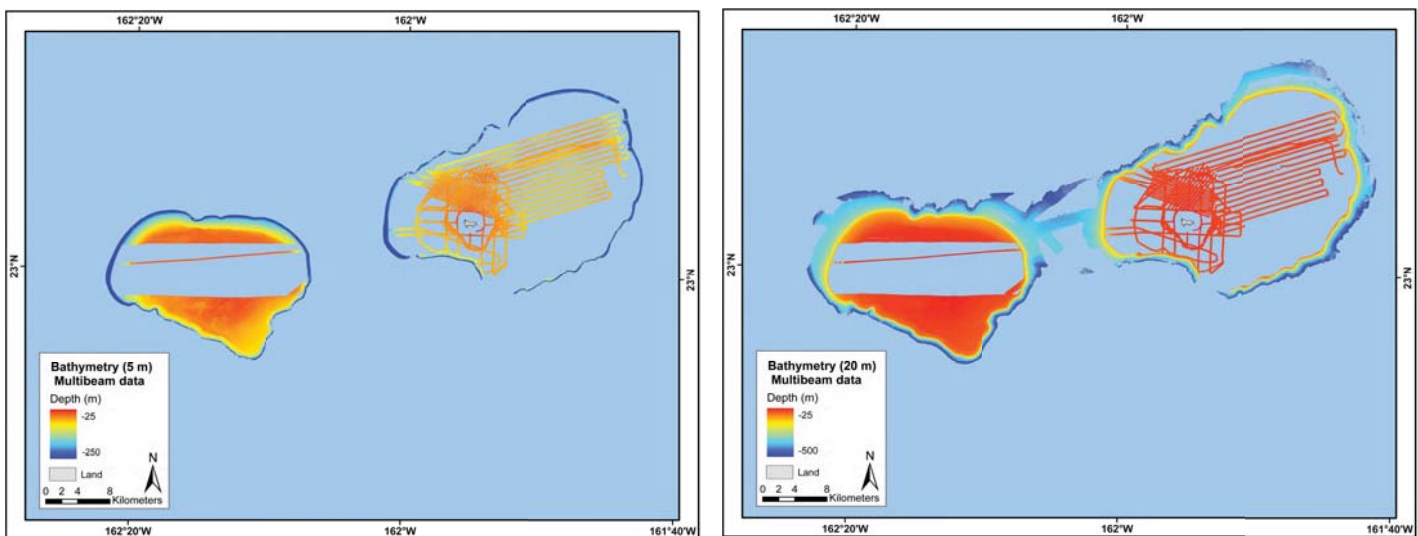 162°20'W
162°W
23°N
23°N
Bathymetry (5 m)
Multibeam data
Depth (m)
-25
-250
Land
0 2 4 8
Kilometers
N
162°20'W
162°W
161°40'W
162°20'W
162°W
23°N
23°N
Bathymetry (20 m)
Multibeam data
Depth (m)
-25
-500
Land
0 2 4 8
Kilometers
N
162°20'W
162°W
161°40'W